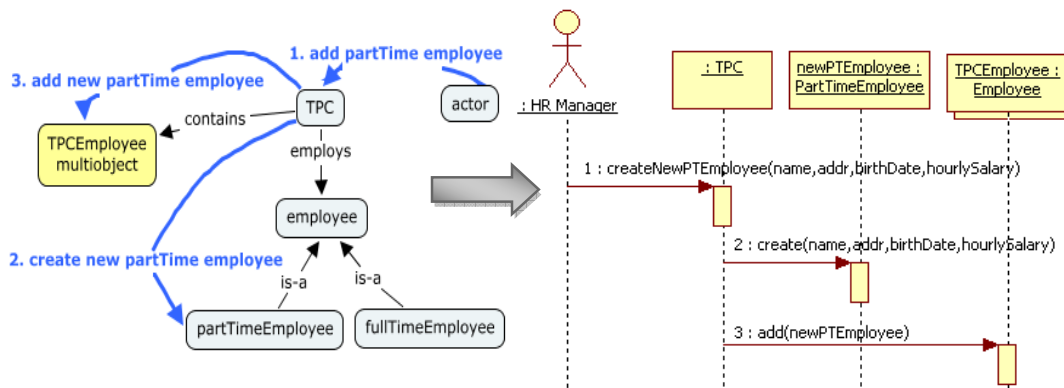 1. add partTime employee
3. add new partTime employee
TPC
actor
contains
TPCEmployee
multiobject
employs
employee
2. create new partTime employee
is-a
is-a
partTimeEmployee
fullTimeEmployee
: HR Manager
: TPC
newPTEmployee :
PartTimeEmployee
TPCEmployee :
Employee
1 : createNewPTEmployee(name,addr,birthDate,hourlySalary)
2 : create(name,addr,birthDate,hourlySalary)
3 : add(newPTEmployee)